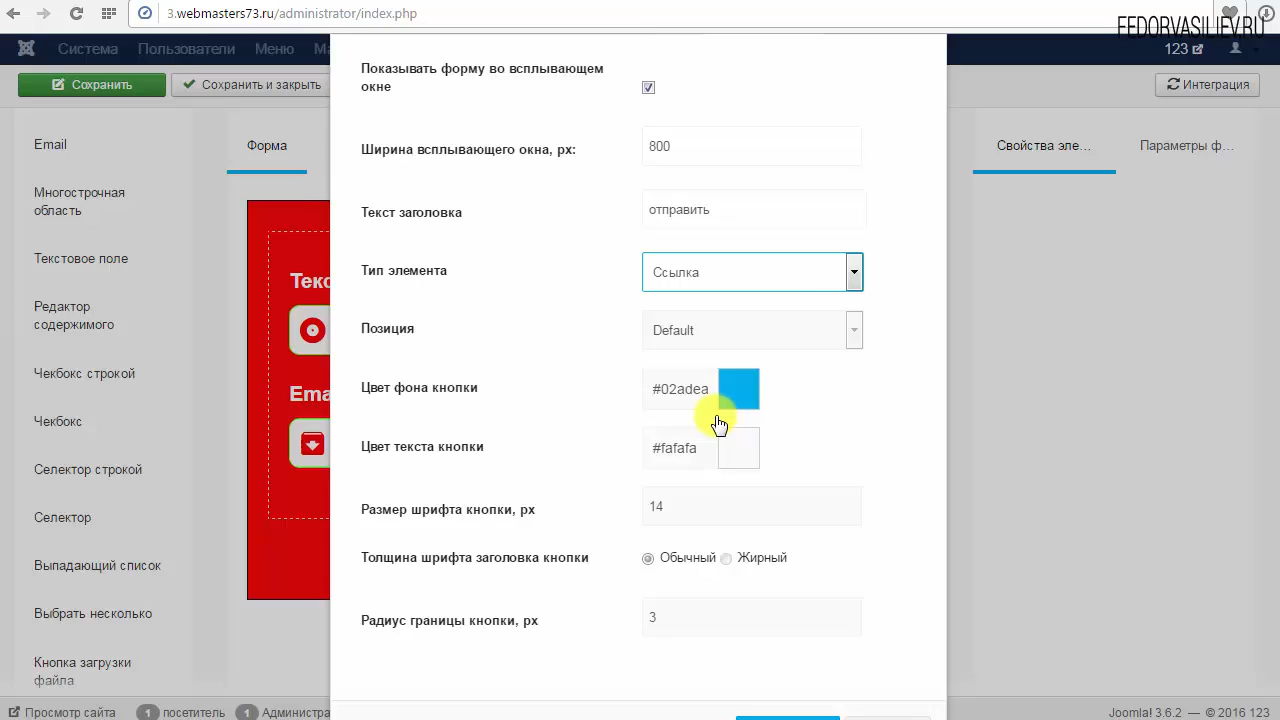 3.webmasters73.ru/administrator/index.php
FEDORVASILIEV.RU
Система
Пользователи
Меню
123
Сохранить
Сохранить и закрыть
Интеграция
Email
Многострочная
область
Текстовое поле
Редактор
содержимого
Чекбокс строкой
Чекбокс
Селектор строкой
Селектор
Выпадающий список
Выбрать несколько
Кнопка загрузки
файла
Форма
Показывать форму во всплывающем
окне
Ширина всплывающего окна, px:
800
Текст заголовка
отправить
Тип элемента
Ссылка
Позиция
Default
Цвет фона кнопки
#02adea
Цвет текста кнопки
#fafafa
Размер шрифта кнопки, px
14
Толщина шрифта заголовка кнопки
Обычный
Жирный
Радиус границы кнопки, px
3
Свойства эле...
Параметры ф...
Просмотр сайта
1 посетитель
1
Joomla! 3.6.2 — © 2016 123